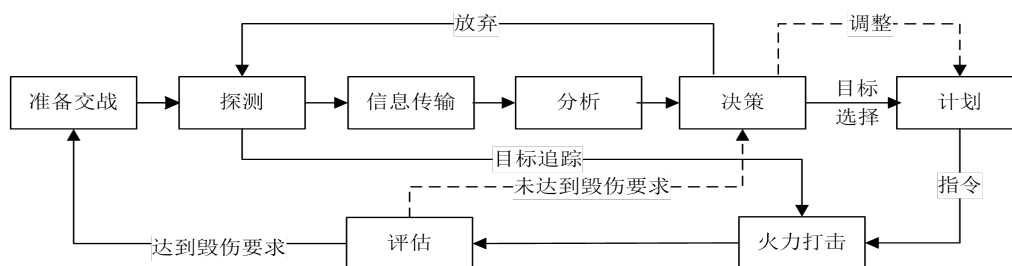 放弃
调整
准备交战
探测
信息传输
分析
决策
目标
选择
计划
目标追踪
未达到毁伤要求
指令
达到毁伤要求
评估
火力打击